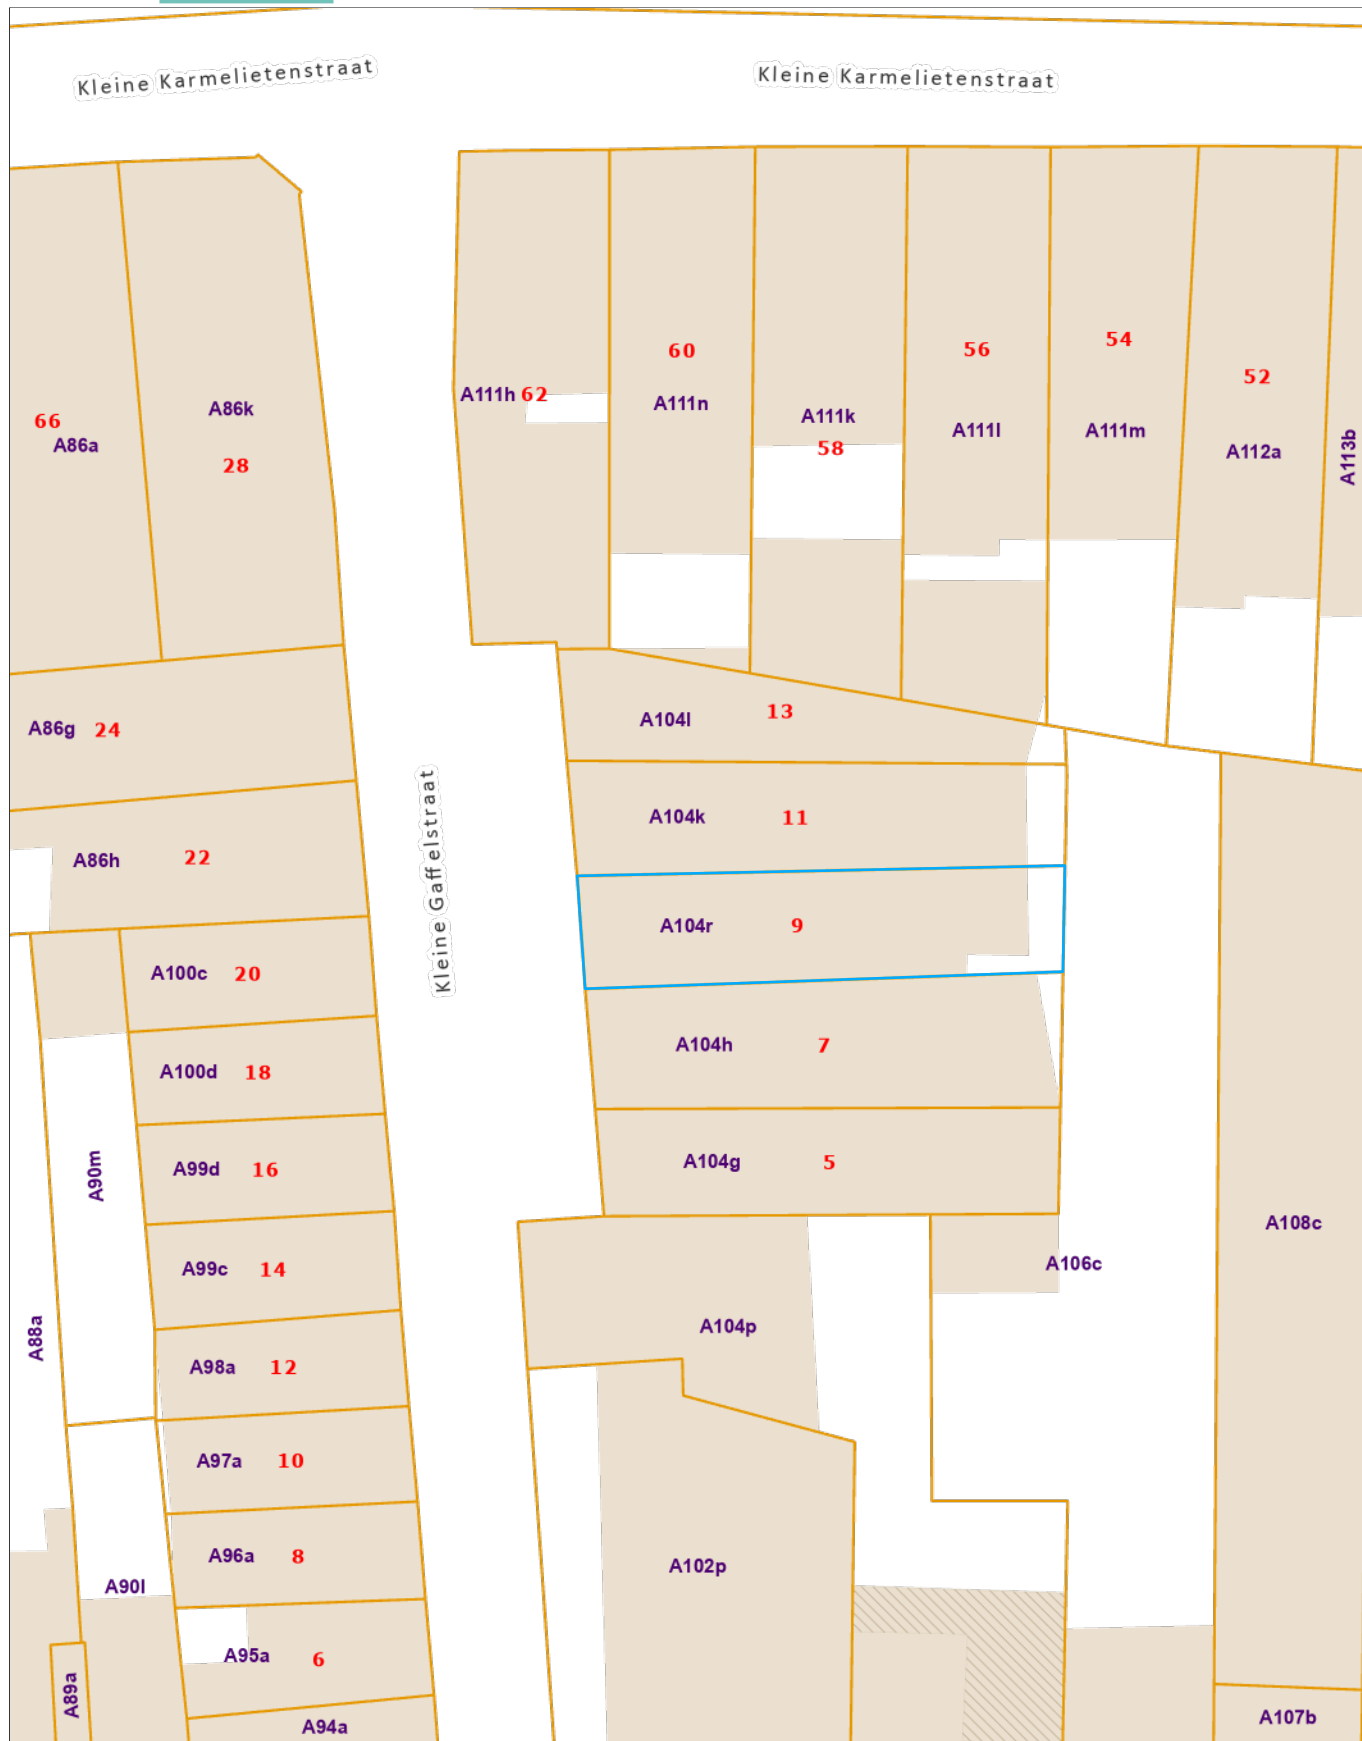 Kleine Karmelietenstraat
Kleine Karmelietenstraat
66
A86a
A86k
28
A111h 62
60
A111n
A111k
58
56
A111l
54
A111m
52
A112a
A113b
A86g 24
A104l 13
A86h 22
A104k 11
Kleine Gaffelstraat
A104r 9
A100c 20
A104h 7
A100d 18
A90m
A99d 16
A104g 5
A108c
A99c 14
A106c
A88a
A104p
A98a 12
A97a 10
A96a 8
A102p
A90l
A95a 6
A89a
A107b
A94a